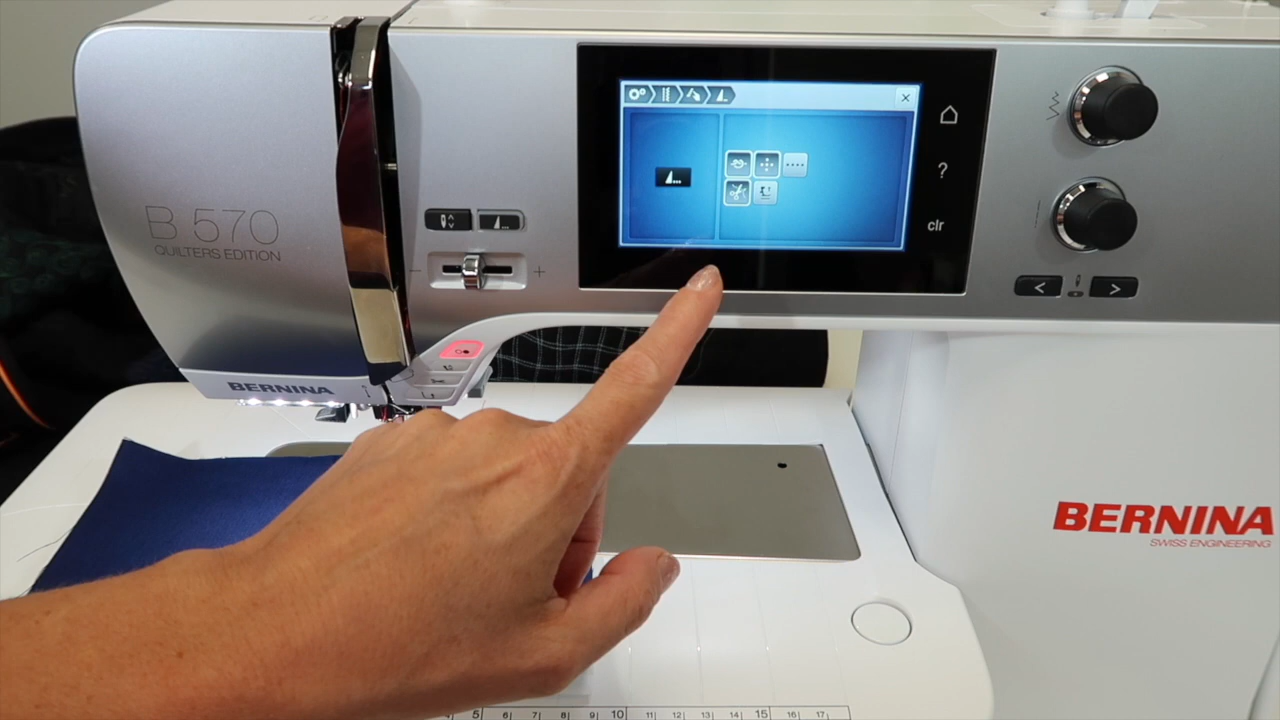 B 570
QUILTERS EDITION
- +
?
clr
< >
BERNINA
BERNINA
SWISS ENGINEERING
5 6 7 8 9 10 11 12 13 14 15 16 17